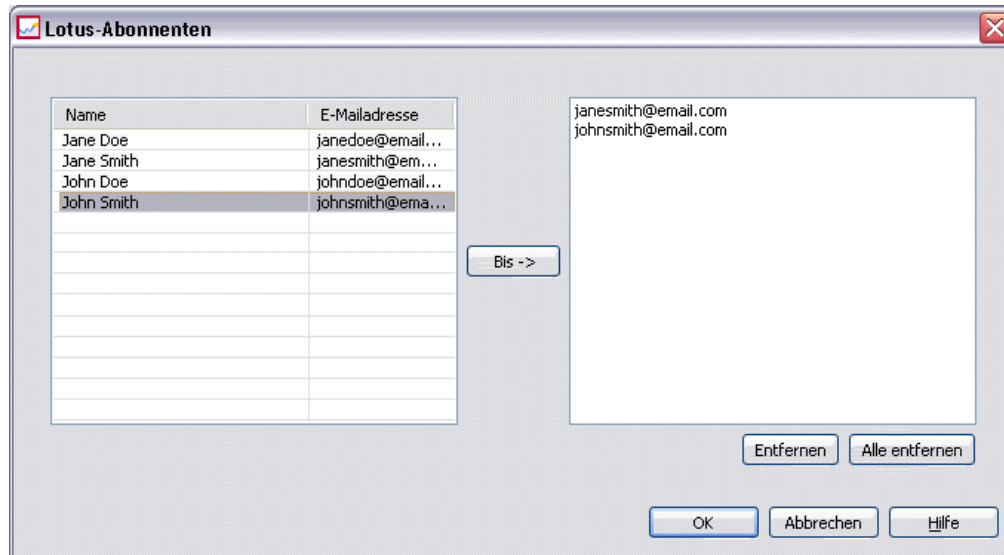 Lotus-Abonnenten
Name E-Mailadresse
Jane Doe janedoe@email...
Jane Smith janesmith@em...
John Doe johndoe@email...
John Smith johnsmith@ema...
Bis ->
janesmith@email.com
johnsmith@email.com
Entfernen Alle entfernen
OK Abbrechen Hilfe